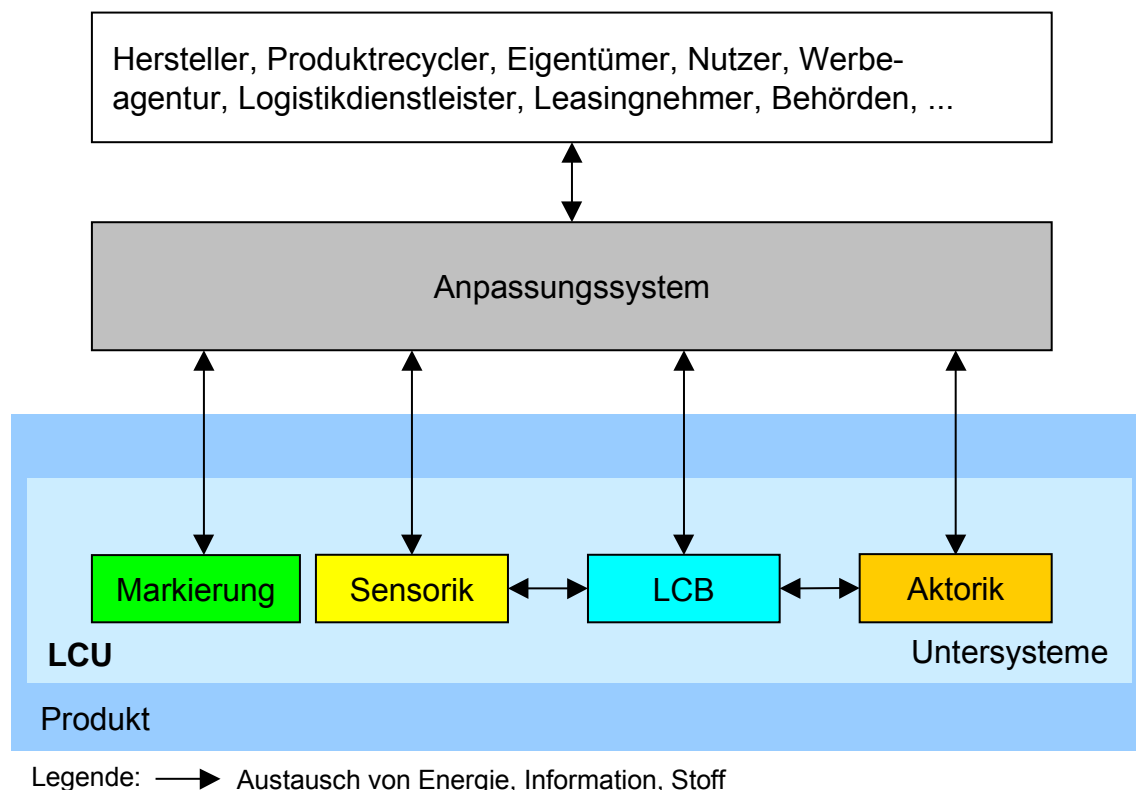 Hersteller, Produktrecycler, Eigentümer, Nutzer, Werbe-
agentur, Logistikdienstleister, Leasingnehmer, Behörden, ...
Anpassungssystem
Markierung
Sensorik
LCB
Aktorik
LCU
Untersysteme
Produkt
Legende: Austausch von Energie, Information, Stoff